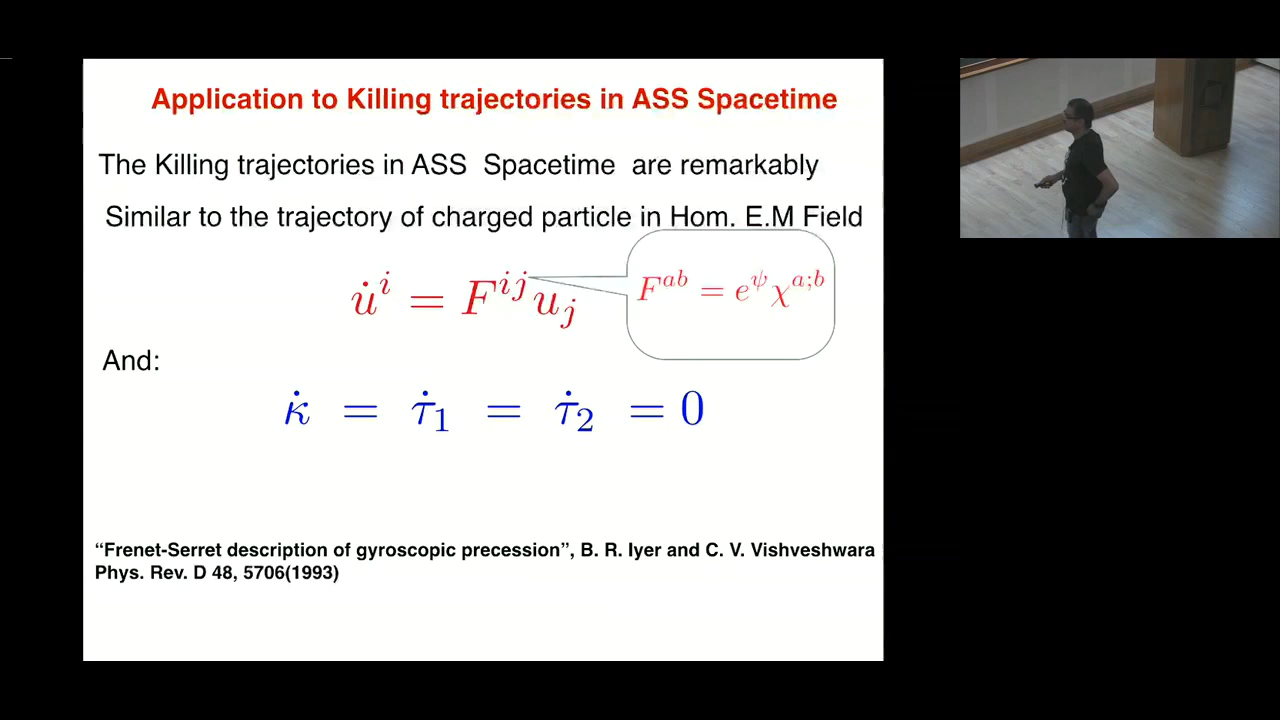 Application to Killing trajectories in ASS Spacetime
The Killing trajectories in ASS Spacetime are remarkably
Similar to the trajectory of charged particle in Hom. E.M Field
u̇^i = F^{ij} u_j
F^{ab} = e^ψ χ^{a;b}
And:
κ̇ = τ̇₁ = τ̇₂ = 0
“Frenet-Serret description of gyroscopic precession”, B. R. Iyer and C. V. Vishveshwara
Phys. Rev. D 48, 5706(1993)